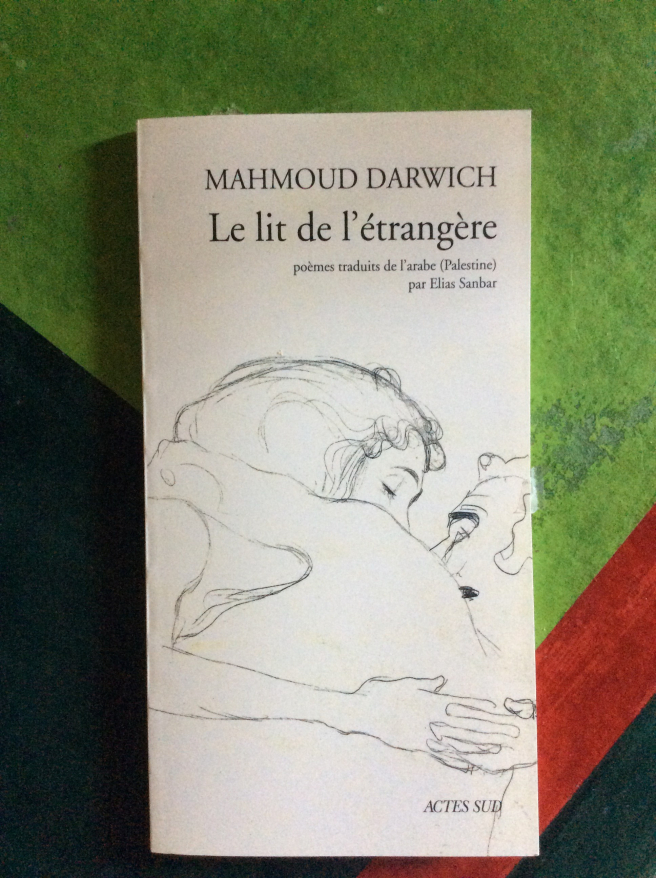 MAHMOUD DARWICH
Le lit de l'étrangère
poèmes traduits de l'arabe (Palestine)
par Elias Sanbar
ACTES SUD